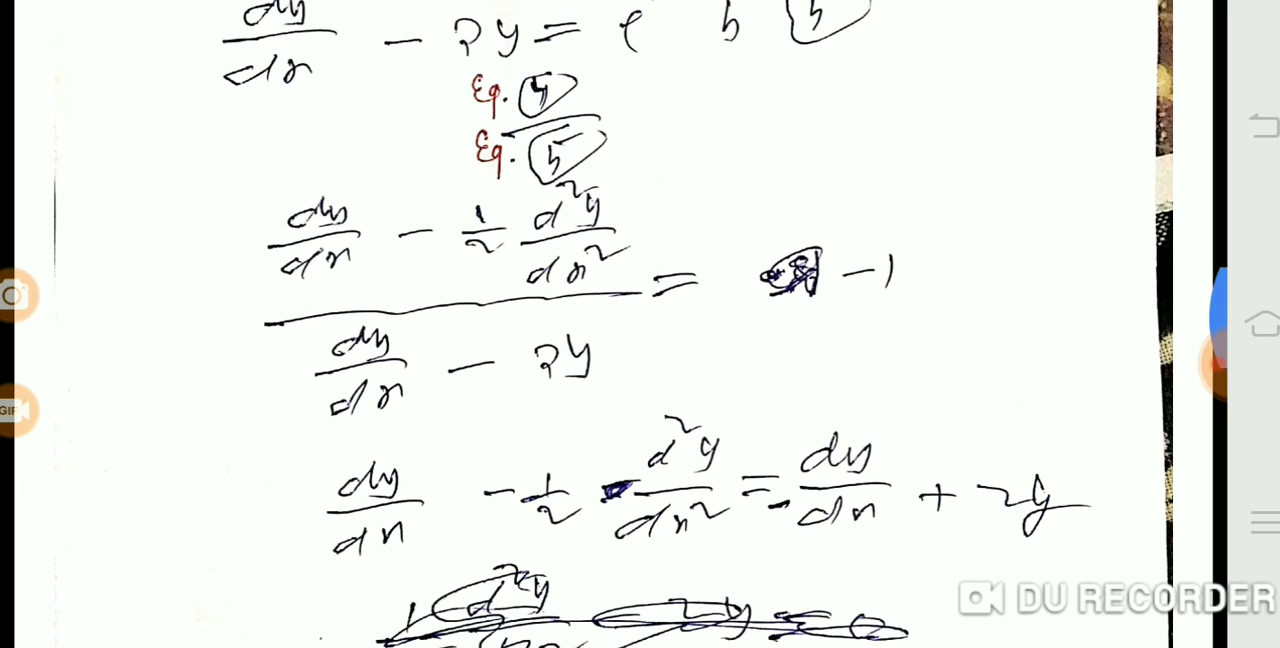 dy/dx - 2y = e b 5
Eq. 4
Eq. 5
(dy/dx - 1/2 d²y/dx²) / (dy/dx - 2y) = -1
dy/dx - 1/2 d²y/dx² = - dy/dx + 2y
GIF
DU RECORDER